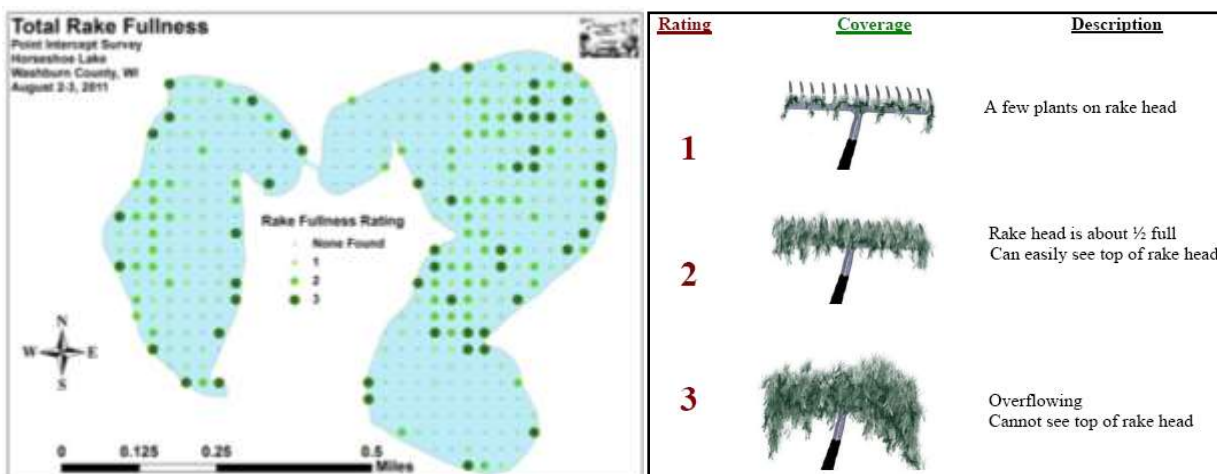 Total Rake Fullness
Point Intercept Survey
Horseshoe Lake
Washburn County, WI
August 2-3, 2011
Rake Fullness Rating
None Found
1
2
3
N
W E
S
0 0.125 0.25 0.5
Miles
Rating Coverage Description
A few plants on rake head
1
Rake head is about ½ full
Can easily see top of rake head
2
3
Overflowing
Cannot see top of rake head